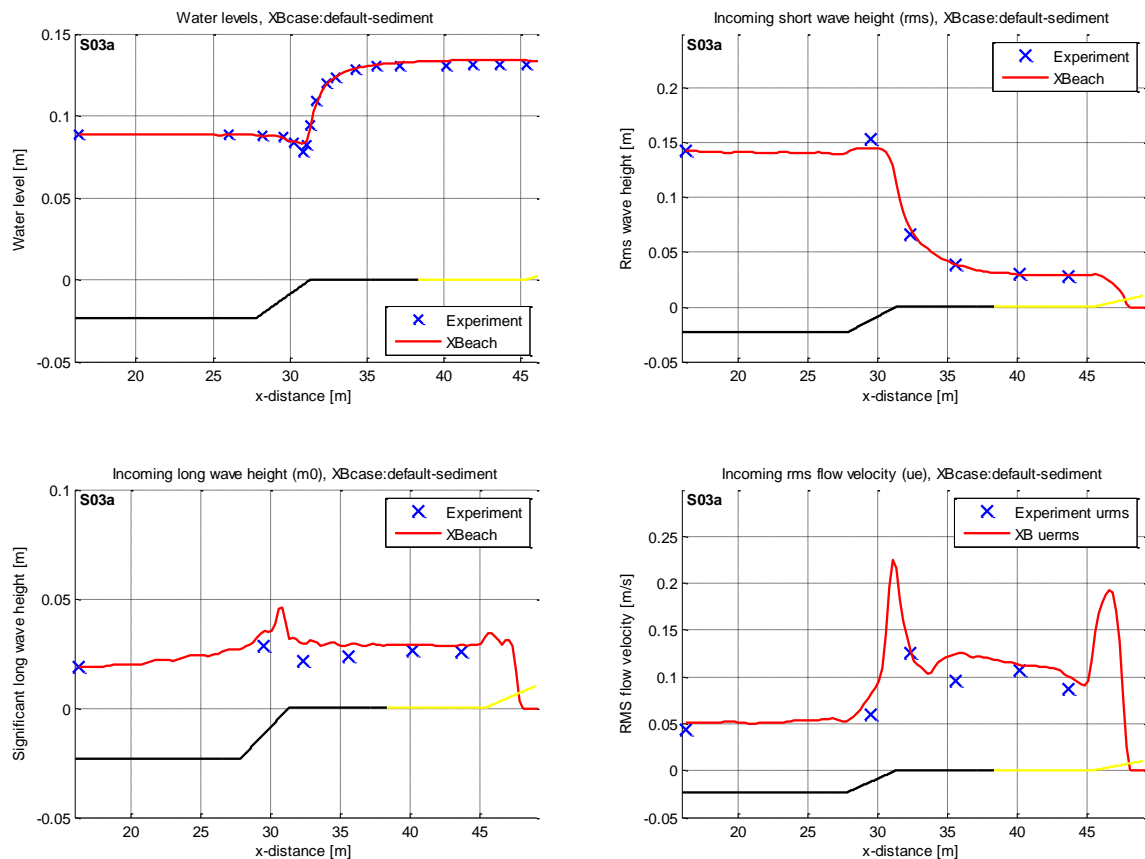 Water levels, XBcase:default-sediment
S03a
0.15
0.1
0.05
0
-0.05
Water level [m]
20 25 30 35 40 45
x-distance [m]
Experiment
XBeach
Incoming short wave height (rms), XBcase:default-sediment
S03a
0.2
0.15
0.1
0.05
0
-0.05
Rms wave height [m]
20 25 30 35 40 45
x-distance [m]
Experiment
XBeach
Incoming long wave height (m0), XBcase:default-sediment
S03a
0.1
0.05
0
-0.05
Significant long wave height [m]
20 25 30 35 40 45
x-distance [m]
Experiment
XBeach
Incoming rms flow velocity (ue), XBcase:default-sediment
S03a
0.25
0.2
0.15
0.1
0.05
0
-0.05
RMS flow velocity [m/s]
20 25 30 35 40 45
x-distance [m]
Experiment urms
XB uerms